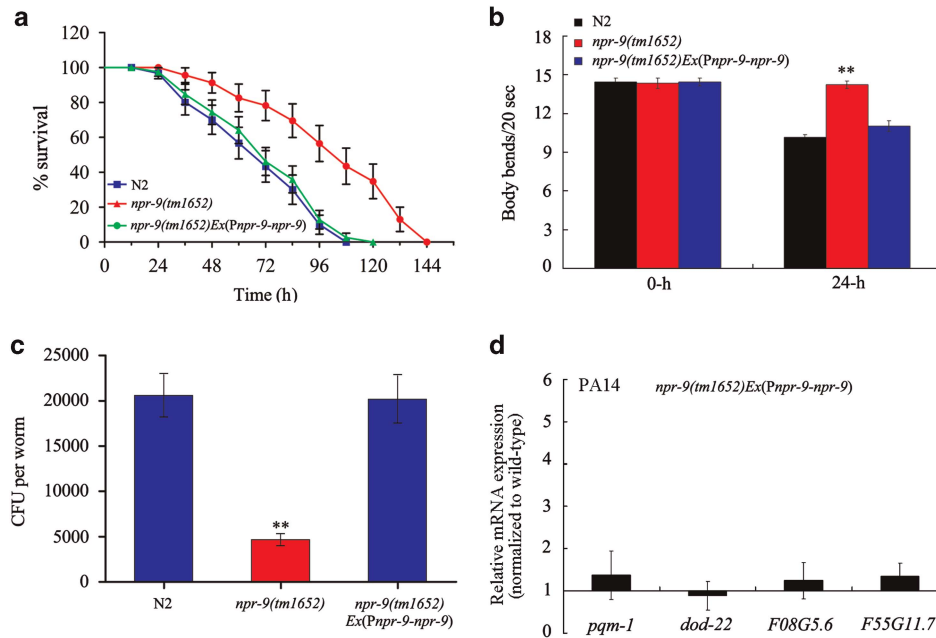 a
120
100
80
60
40
20
0
% survival
N2
npr-9(tm1652)
npr-9(tm1652)Ex(Pnpr-9-npr-9)
0 24 48 72 96 120 144
Time (h)
b
N2
npr-9(tm1652)
npr-9(tm1652)Ex(Pnpr-9-npr-9)
18
15
12
9
6
3
0
Body bends/20 sec
**
0-h 24-h
c
25000
20000
15000
10000
5000
0
CFU per worm
**
N2 npr-9(tm1652) npr-9(tm1652)
Ex(Pnpr-9-npr-9)
d
PA14 npr-9(tm1652)Ex(Pnpr-9-npr-9)
6
5
4
3
2
1
0
Relative mRNA expression
(normalized to wild-type)
pqm-1 dod-22 F08G5.6 F55G11.7